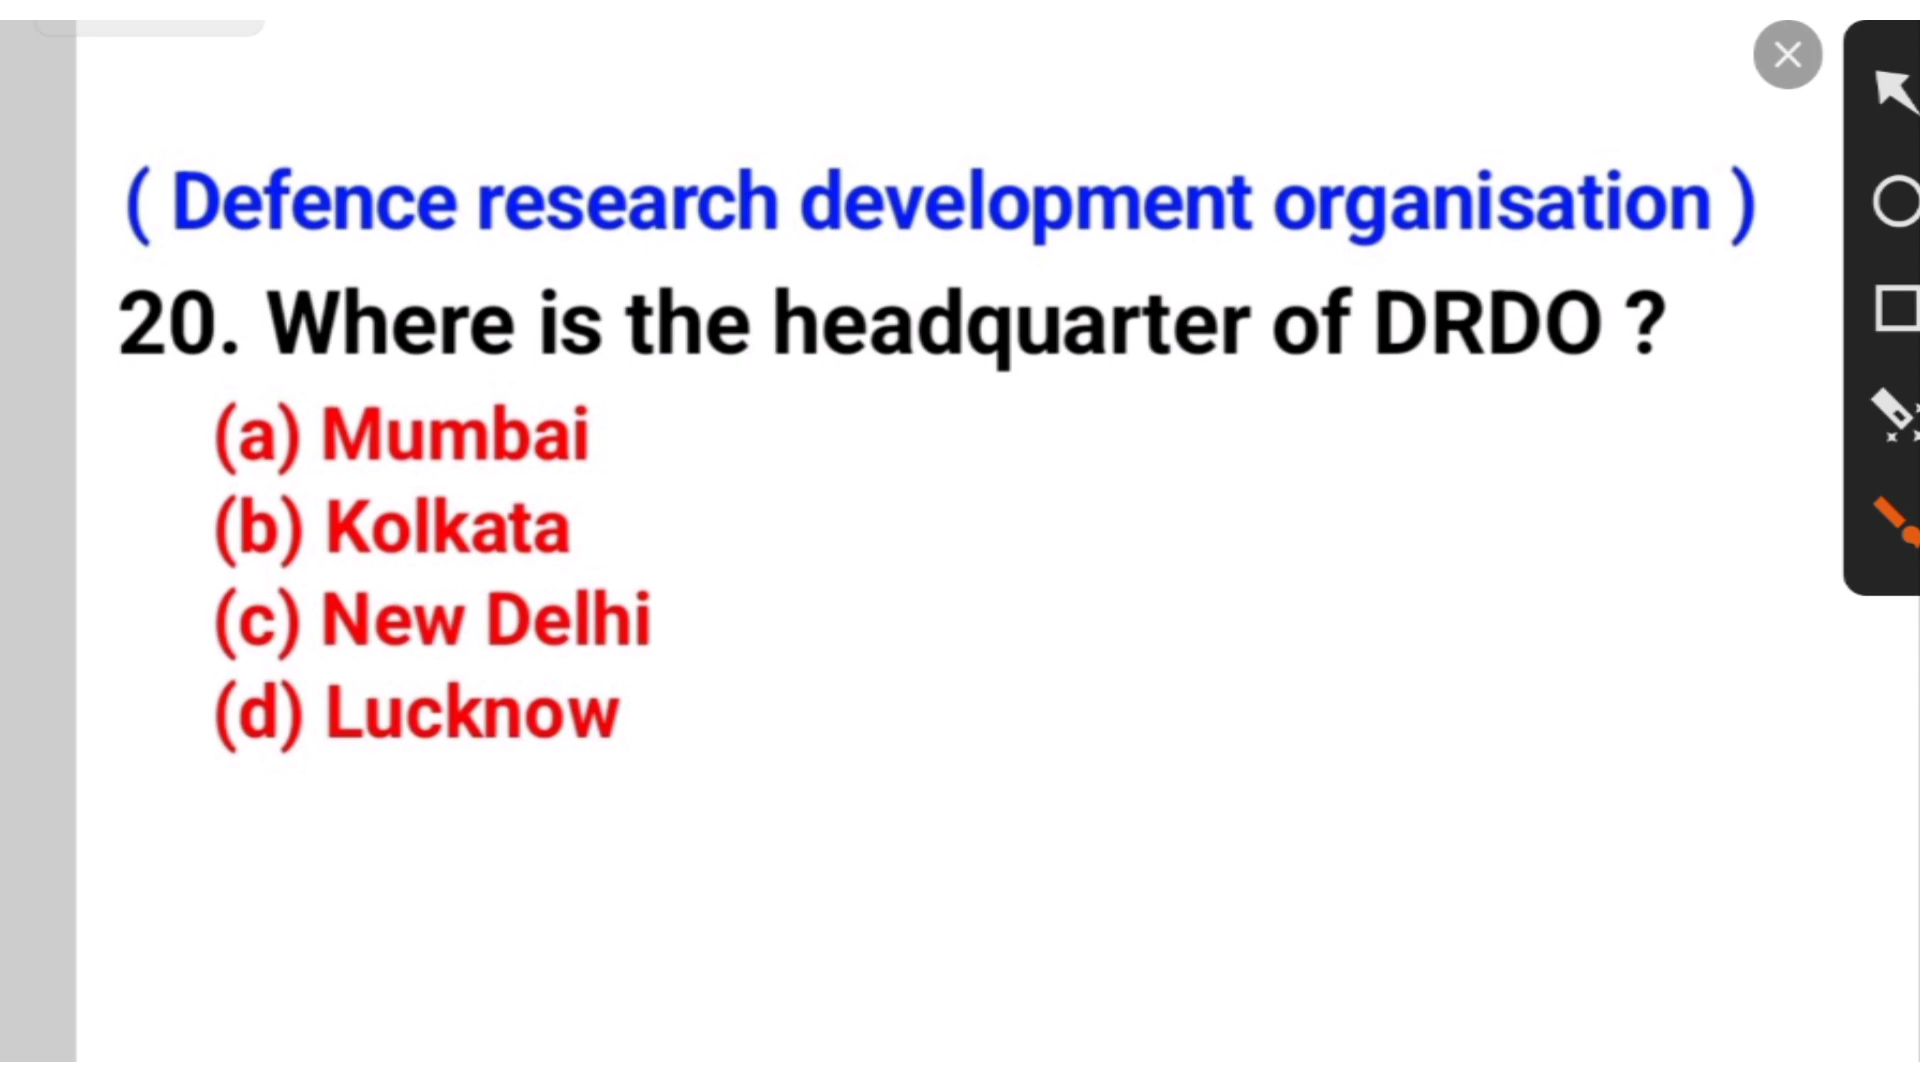 ( Defence research development organisation )
20. Where is the headquarter of DRDO ?
(a) Mumbai
(b) Kolkata
(c) New Delhi
(d) Lucknow